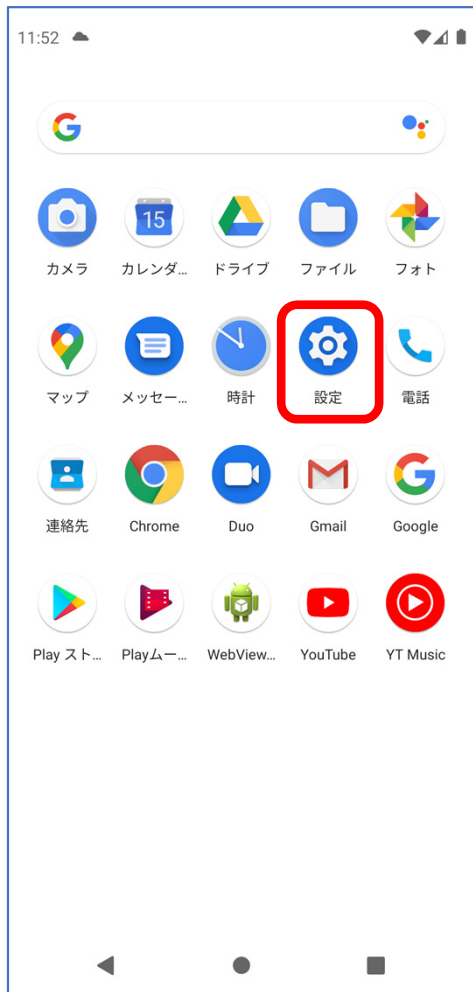 11:52
カメラ カレンダ... ドライブ ファイル フォト
15
マップ メッセー... 時計 設定 電話
連絡先 Chrome Duo Gmail Google
Play スト... Playムー... WebView... YouTube YT Music